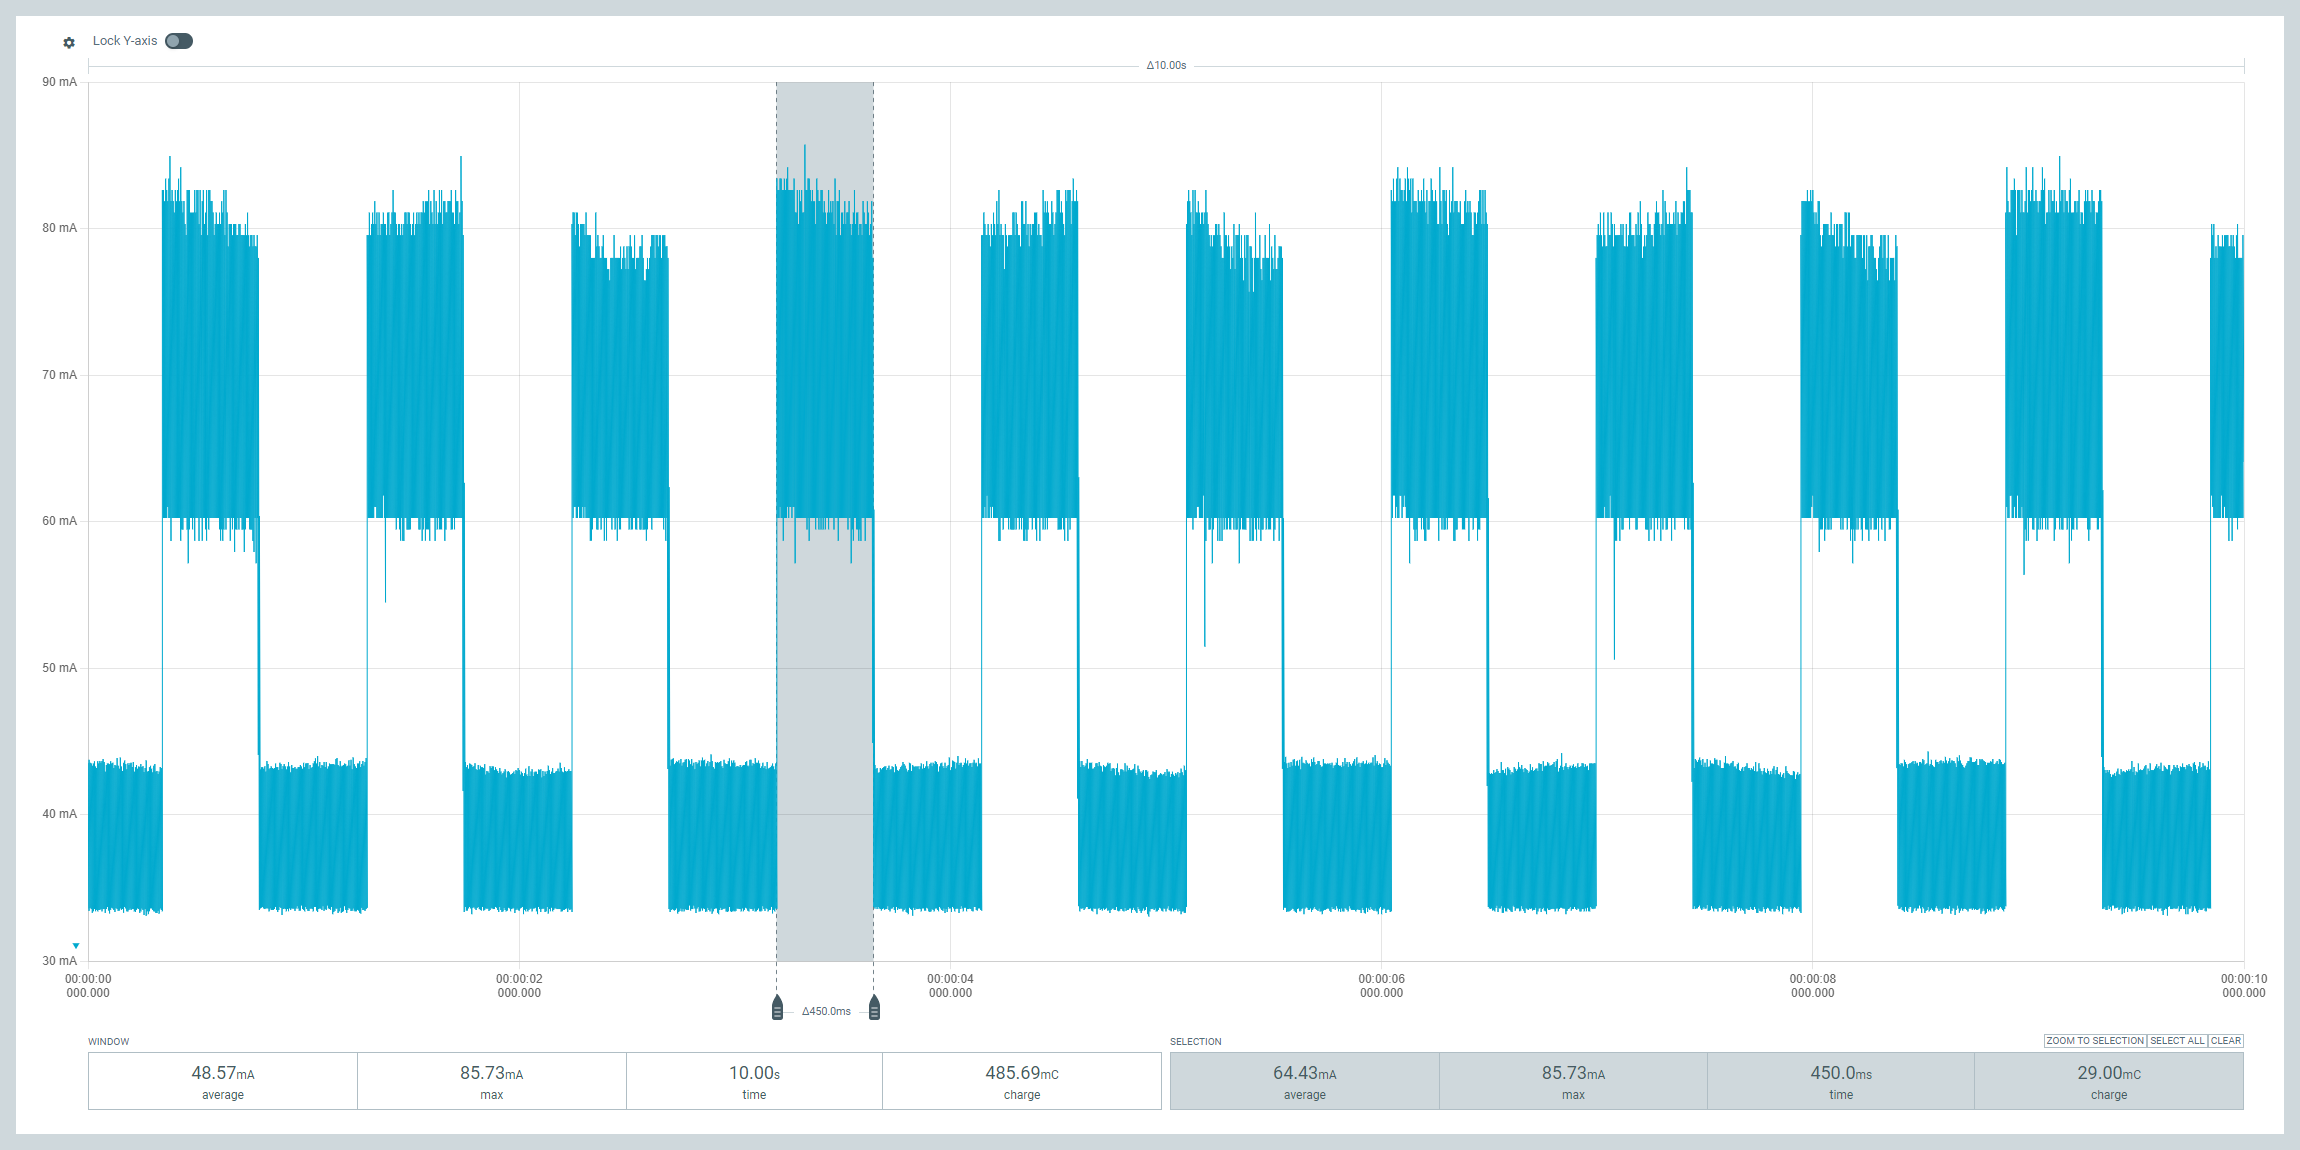 Lock Y-axis
Δ10.00s
90 mA
80 mA
70 mA
60 mA
50 mA
40 mA
30 mA
00:00:00 00:00:02 00:00:04 00:00:06 00:00:08 00:00:10
000.000 000.000 000.000 000.000 000.000 000.000
Δ450.0ms
WINDOW
48.57mA 85.73mA 10.00s 485.69mC
average max time charge
SELECTION
ZOOM TO SELECTION SELECT ALL CLEAR
64.43mA 85.73mA 450.0ms 29.00mC
average max time charge